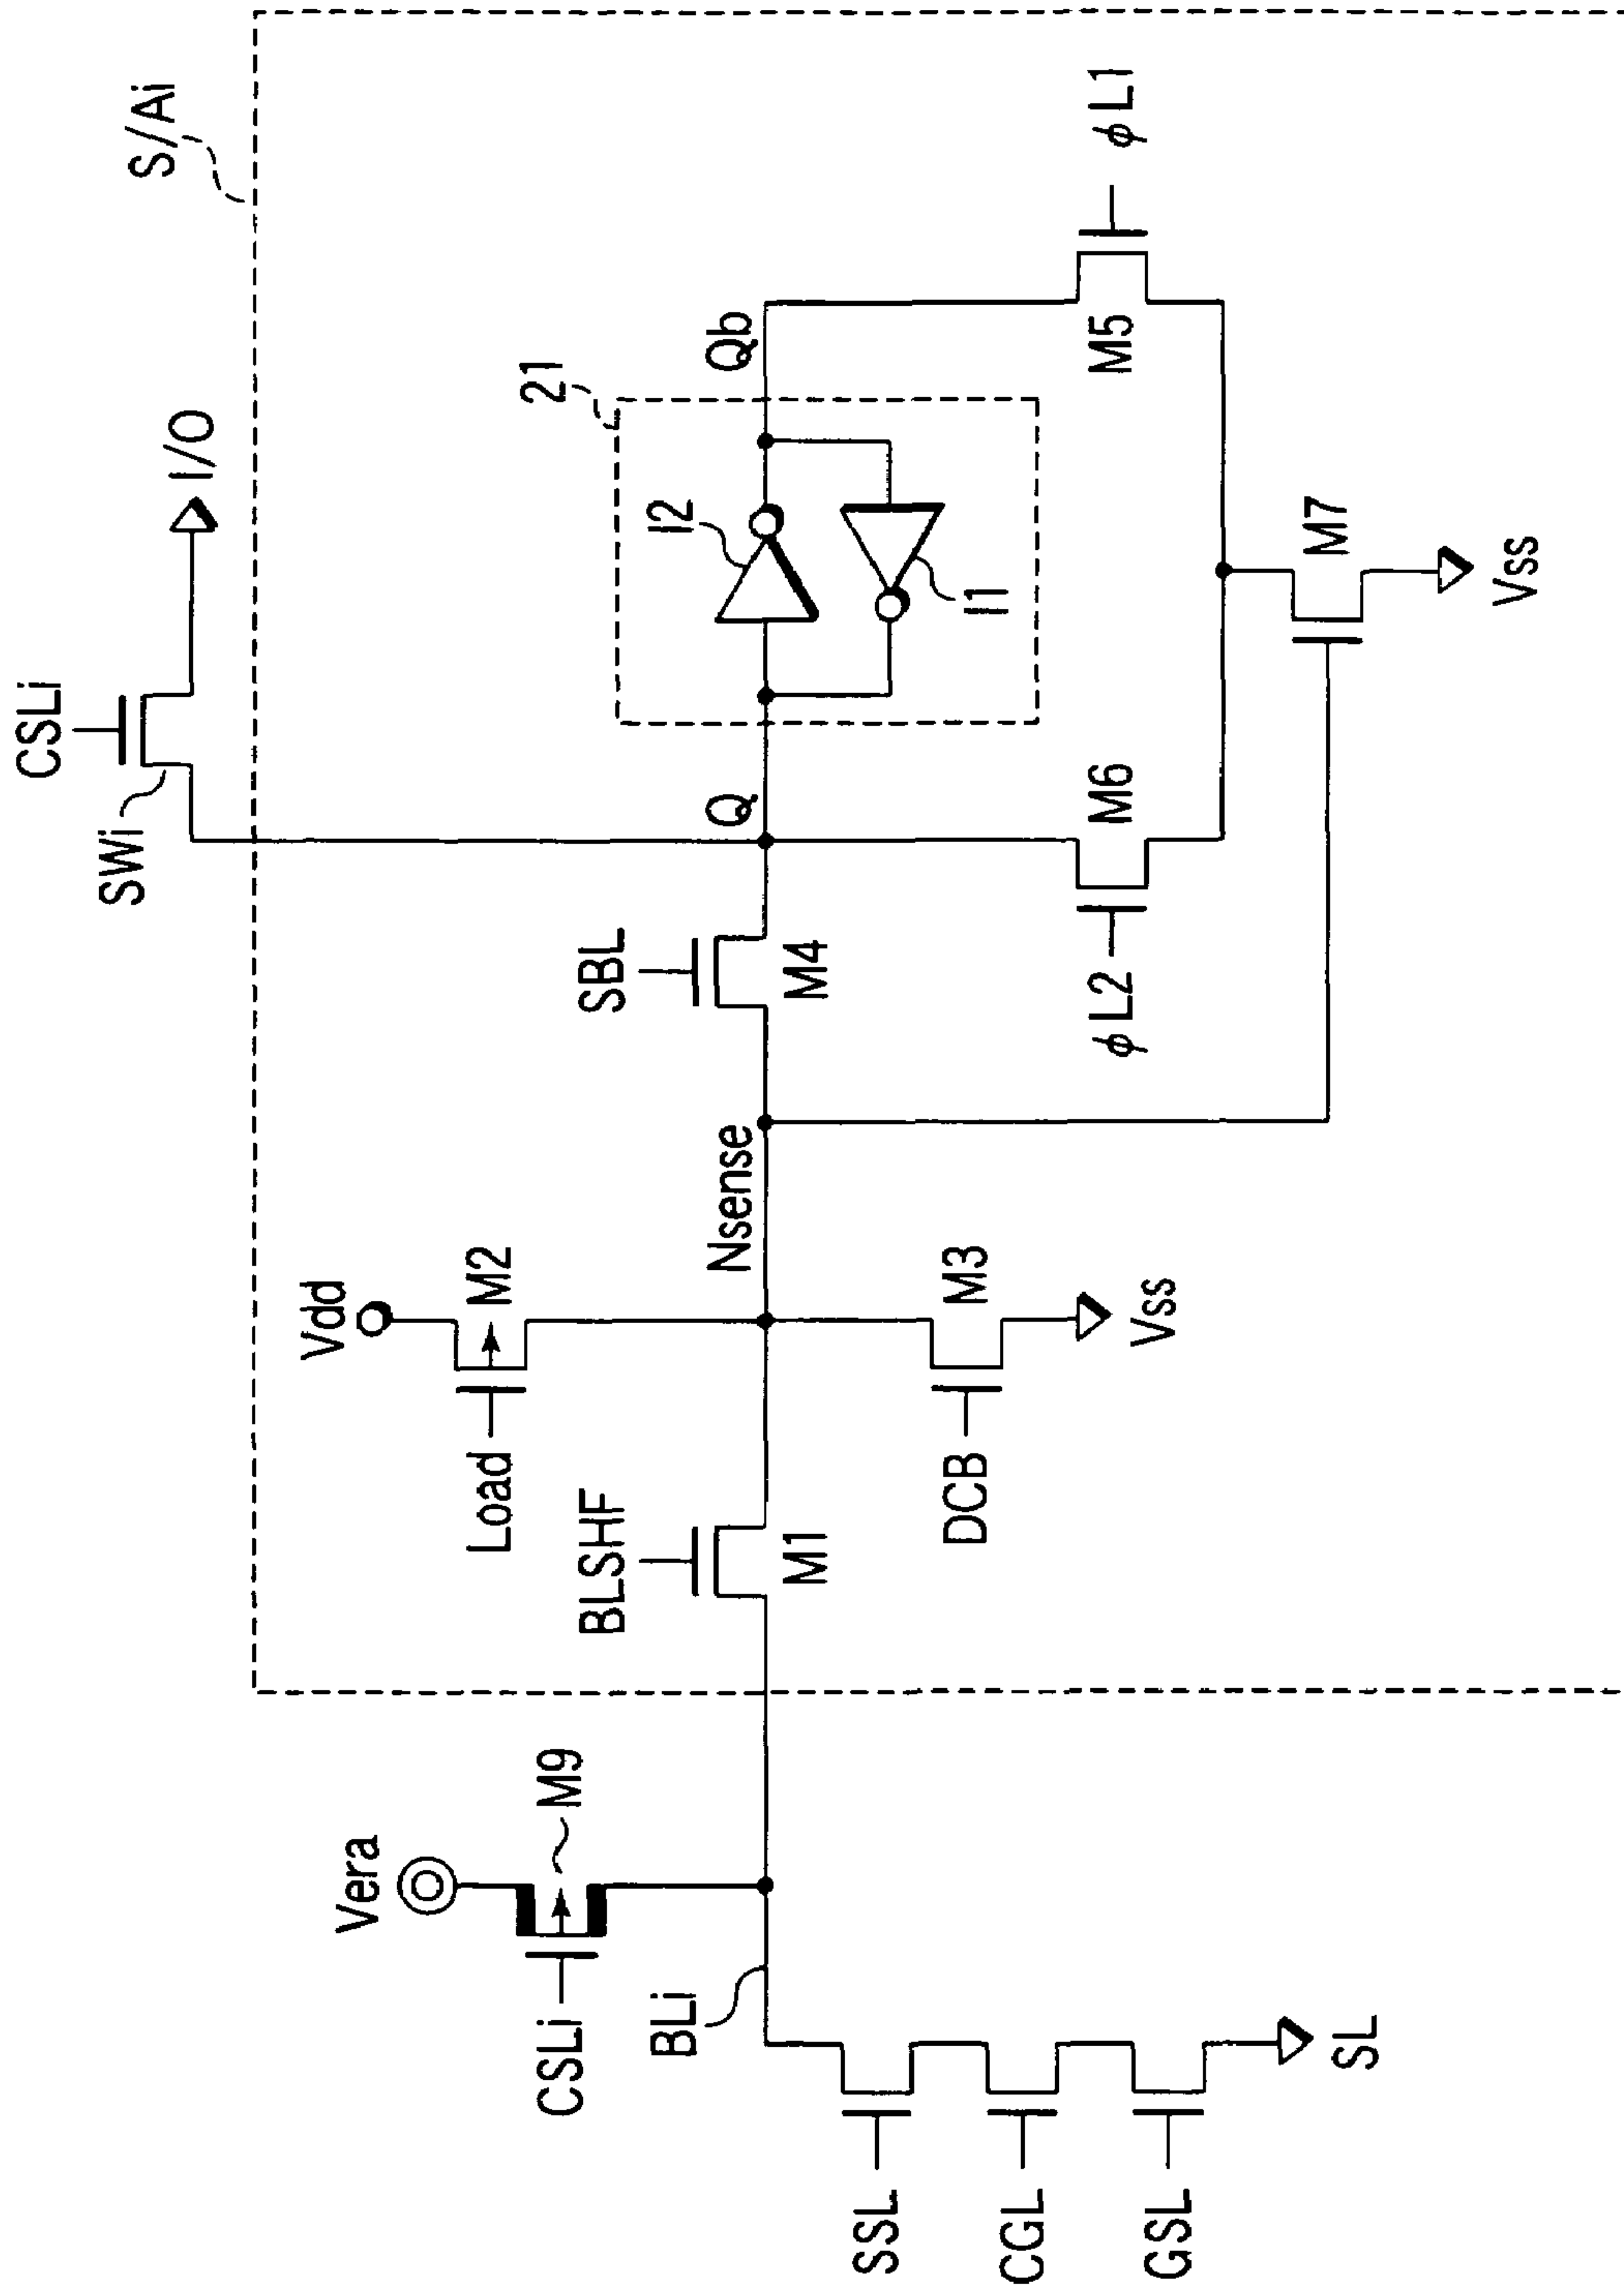 S/Ai
CSLi
SWi
I/O
Vera
CSLi
M9
BLi
SSL
CGL
GSL
SL
Vdd
Load
M2
BLSHF
M1
Nsense
DCB
M3
Vss
SBL
M4
Q
21
I2
I1
Qb
φL2
M6
M5
φL1
M7
Vss